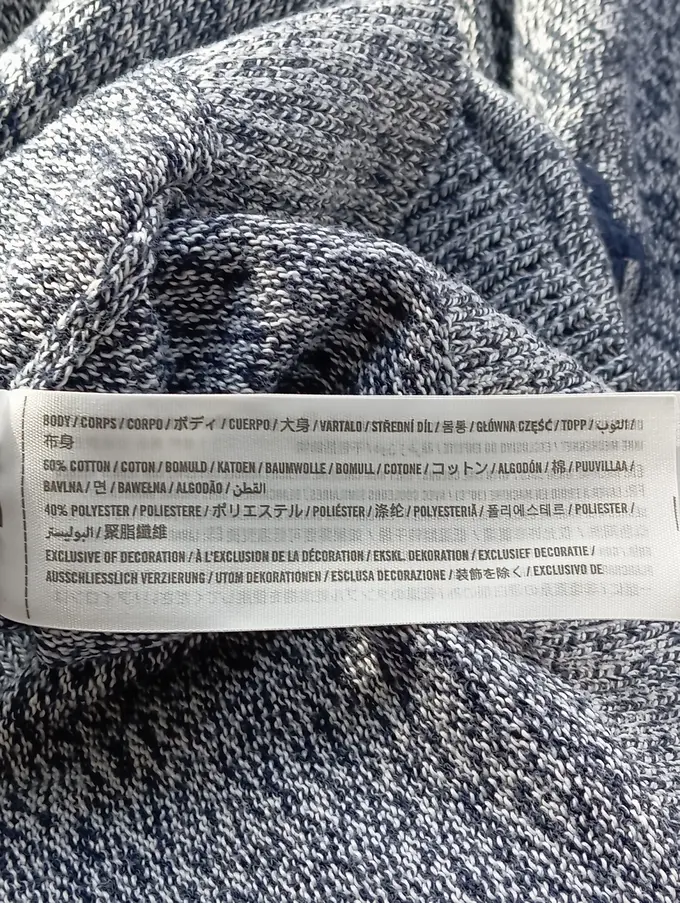 BODY / CORPS / CORPO / ボディ / CUERPO / 大身 / VARTALO / STŘEDNÍ DÍL / 몸통 / GŁÓWNA CZĘŚĆ / TOPP / الثوب /
布身
60% COTTON / COTON / BOMULD / KATOEN / BAUMWOLLE / BOMULL / COTONE / コットン / ALGODÓN / 棉 / PUUVILLAA /
BAVLNA / 면 / BAWEŁNA / ALGODÃO / القطن
40% POLYESTER / POLIESTERE / ポリエステル / POLIÉSTER / 涤纶 / POLYESTERIÄ / 폴리에스테르 / POLIESTER /
البوليستر / 聚脂纖維
EXCLUSIVE OF DECORATION / À L'EXCLUSION DE LA DÉCORATION / EKSKL. DEKORATION / EXCLUSIEF DECORATIE /
AUSSCHLIESSLICH VERZIERUNG / UTOM DEKORATIONEN / ESCLUSA DECORAZIONE / 装飾を除く / EXCLUSIVO DE